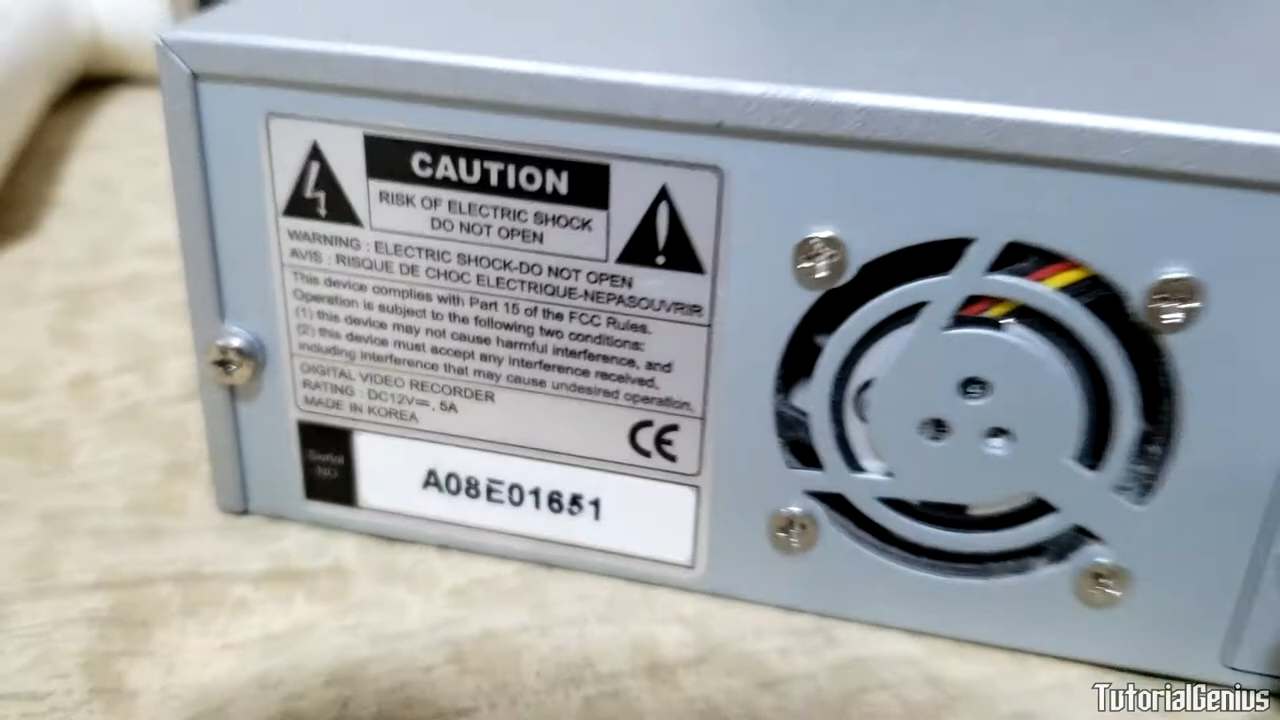 CAUTION
RISK OF ELECTRIC SHOCK
DO NOT OPEN
WARNING : ELECTRIC SHOCK-DO NOT OPEN
AVIS : RISQUE DE CHOC ELECTRIQUE-NEPASOUVRIR
This device complies with Part 15 of the FCC Rules.
Operation is subject to the following two conditions:
(1) this device may not cause harmful interference, and
(2) this device must accept any interference received,
including interference that may cause undesired operation.
DIGITAL VIDEO RECORDER
RATING : DC12V⎓, 5A
MADE IN KOREA
CE
Serial
NO
A08E01651
TutorialGenius